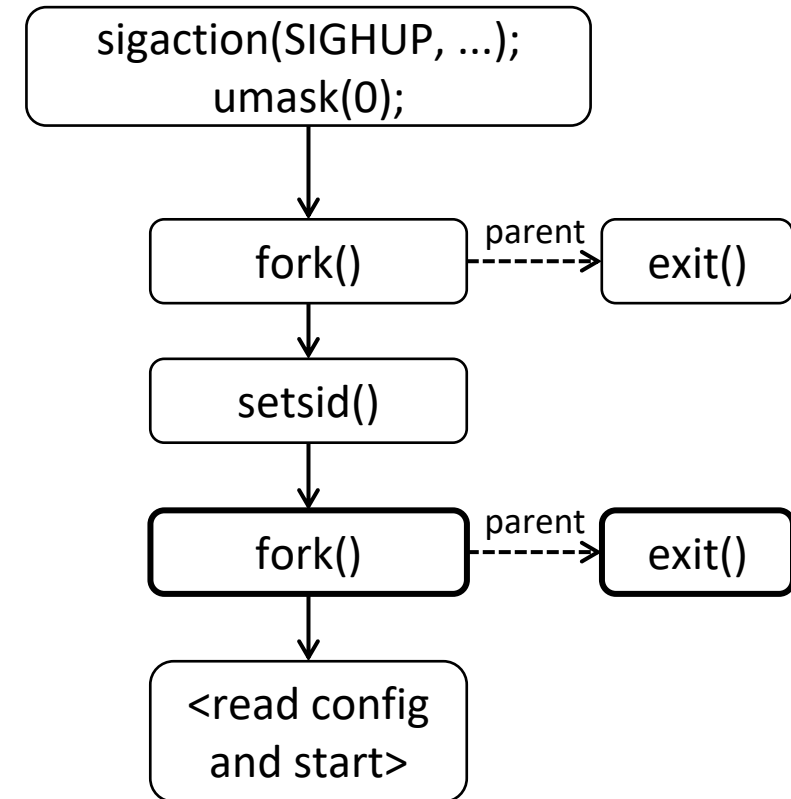 sigaction(SIGHUP, ...);
umask(0);
fork()
parent
exit()
setsid()
fork()
parent
exit()
<read config
and start>